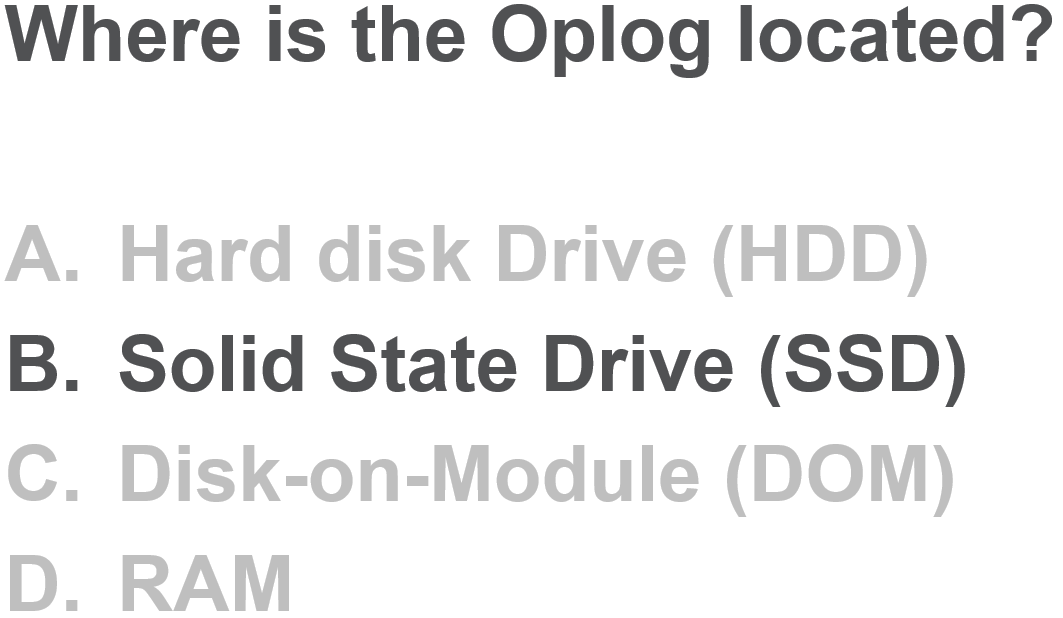 Where is the Oplog located?
A. Hard disk Drive (HDD)
B. Solid State Drive (SSD)
C. Disk-on-Module (DOM)
D. RAM